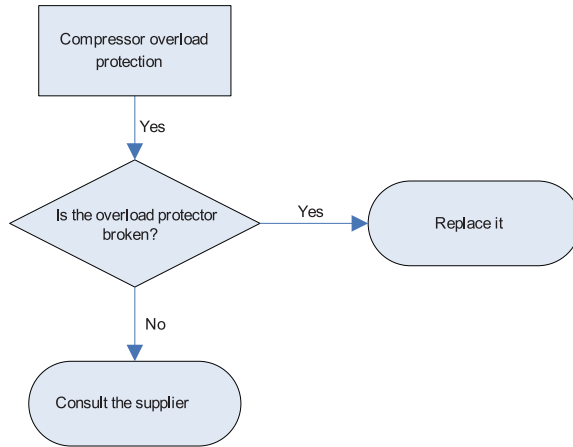 Compressor overload
protection
Yes
Is the overload protector
broken?
Yes
Replace it
No
Consult the supplier